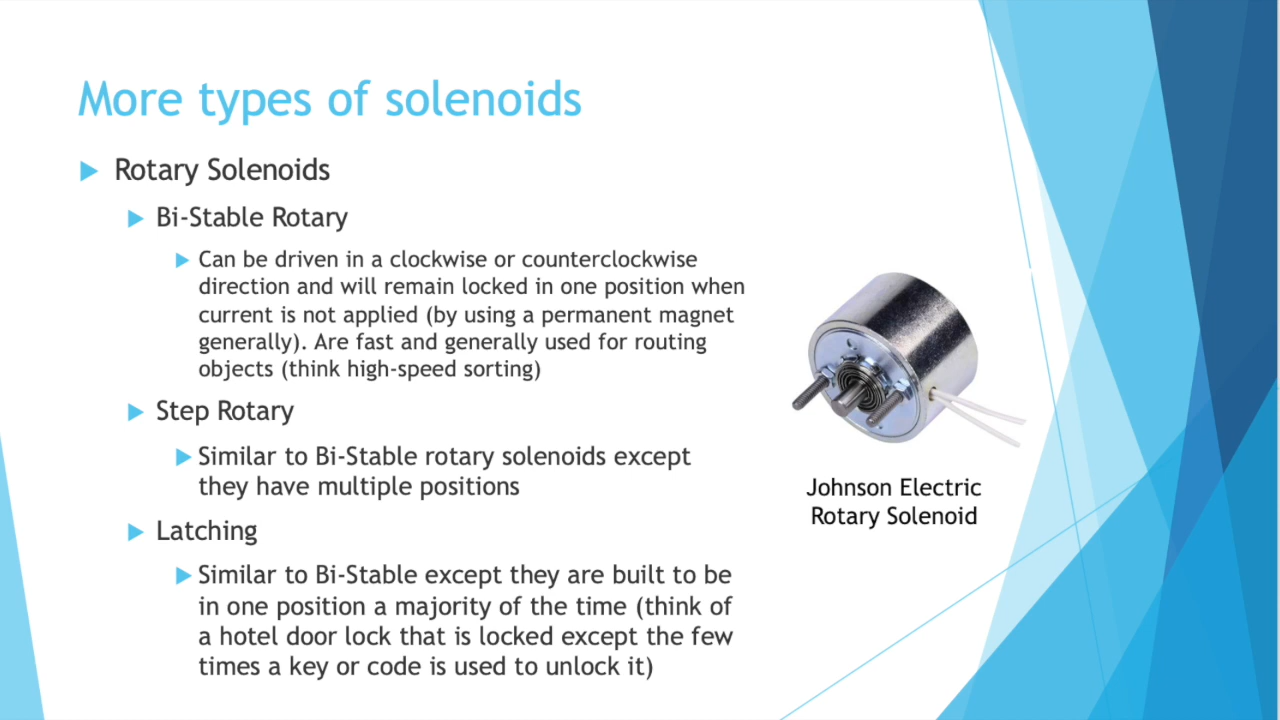 More types of solenoids
Rotary Solenoids
Bi-Stable Rotary
Can be driven in a clockwise or counterclockwise
direction and will remain locked in one position when
current is not applied (by using a permanent magnet
generally). Are fast and generally used for routing
objects (think high-speed sorting)
Step Rotary
Similar to Bi-Stable rotary solenoids except
they have multiple positions
Latching
Similar to Bi-Stable except they are built to be
in one position a majority of the time (think of
a hotel door lock that is locked except the few
times a key or code is used to unlock it)
Johnson Electric
Rotary Solenoid